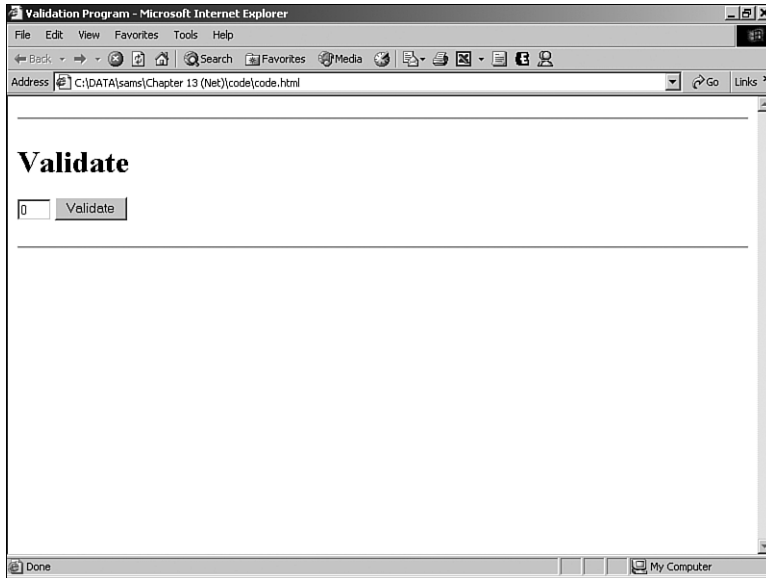 Validation Program - Microsoft Internet Explorer
File Edit View Favorites Tools Help
Back Search Favorites Media
Address C:\DATA\sams\Chapter 13 (Net)\code\code.html Go Links
Validate
0 Validate
Done My Computer